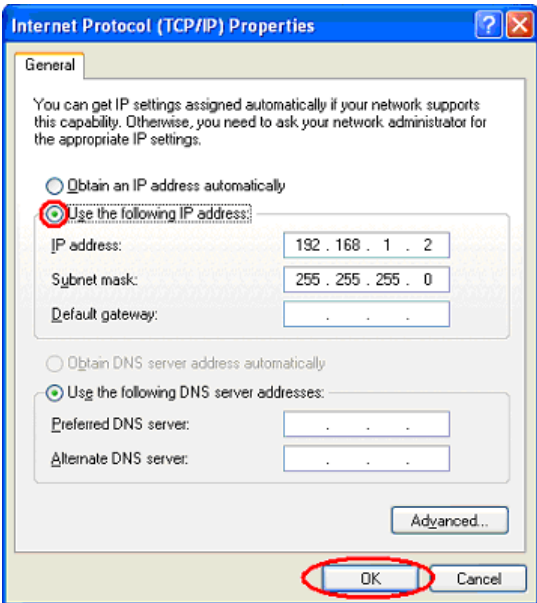 Internet Protocol (TCP/IP) Properties
General
You can get IP settings assigned automatically if your network supports
this capability. Otherwise, you need to ask your network administrator for
the appropriate IP settings.
Obtain an IP address automatically
Use the following IP address:
IP address: 192 . 168 . 1 . 2
Subnet mask: 255 . 255 . 255 . 0
Default gateway: . . .
Obtain DNS server address automatically
Use the following DNS server addresses:
Preferred DNS server: . . .
Alternate DNS server: . . .
Advanced...
OK Cancel